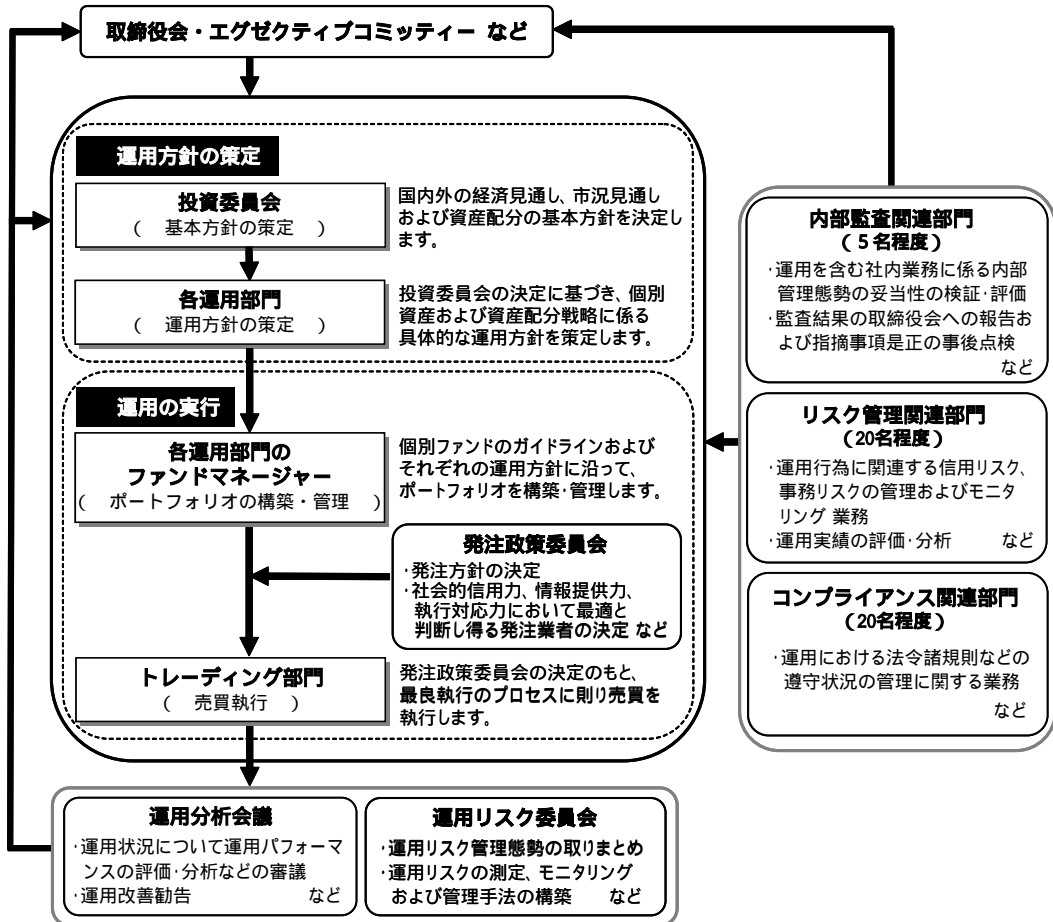 取締役会・エグゼクティブコミッティー など
運用方針の策定
投資委員会
( 基本方針の策定 )
国内外の経済見通し、市況見通し
および資産配分の基本方針を決定し
ます。
各運用部門
( 運用方針の策定 )
投資委員会の決定に基づき、個別
資産および資産配分戦略に係る
具体的な運用方針を策定します。
運用の実行
各運用部門の
ファンドマネージャー
( ポートフォリオの構築・管理 )
個別ファンドのガイドラインおよび
それぞれの運用方針に沿って、
ポートフォリオを構築・管理します。
発注政策委員会
・発注方針の決定
・社会的信用力、情報提供力、
執行対応力において最適と
判断し得る発注業者の決定 など
トレーディング部門
( 売買執行 )
発注政策委員会の決定のもと、
最良執行のプロセスに則り売買を
執行します。
内部監査関連部門
(5名程度)
・運用を含む社内業務に係る内部
管理態勢の妥当性の検証・評価
・監査結果の取締役会への報告お
よび指摘事項是正の事後点検
など
リスク管理関連部門
(20名程度)
・運用行為に関連する信用リスク、
事務リスクの管理およびモニタ
リング 業務
・運用実績の評価・分析 など
コンプライアンス関連部門
(20名程度)
・運用における法令諸規則などの
遵守状況の管理に関する業務
など
運用分析会議
・運用状況について運用パフォーマ
ンスの評価・分析などの審議
・運用改善勧告 など
運用リスク委員会
・運用リスク管理態勢の取りまとめ
・運用リスクの測定、モニタリング
および管理手法の構築 など